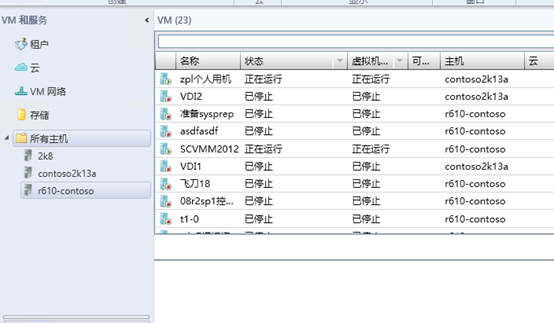 创建 云 显示 窗口
VM 和服务
租户
云
VM 网络
存储
所有主机
2k8
contoso2k13a
r610-contoso
VM (23)
名称 状态 虚拟机... 可... 主机 云
zpl个人用机 正在运行 正在运行 contoso2k13a
VDI2 已停止 已停止 contoso2k13a
准备sysprep 已停止 已停止 r610-contoso
asdfasdf 已停止 已停止 r610-contoso
SCVMM2012 正在运行 正在运行 r610-contoso
VDI1 已停止 已停止 contoso2k13a
飞刀18 已停止 已停止 r610-contoso
08r2sp1控... 已停止 已停止 r610-contoso
t1-0 已停止 已停止 r610-contoso